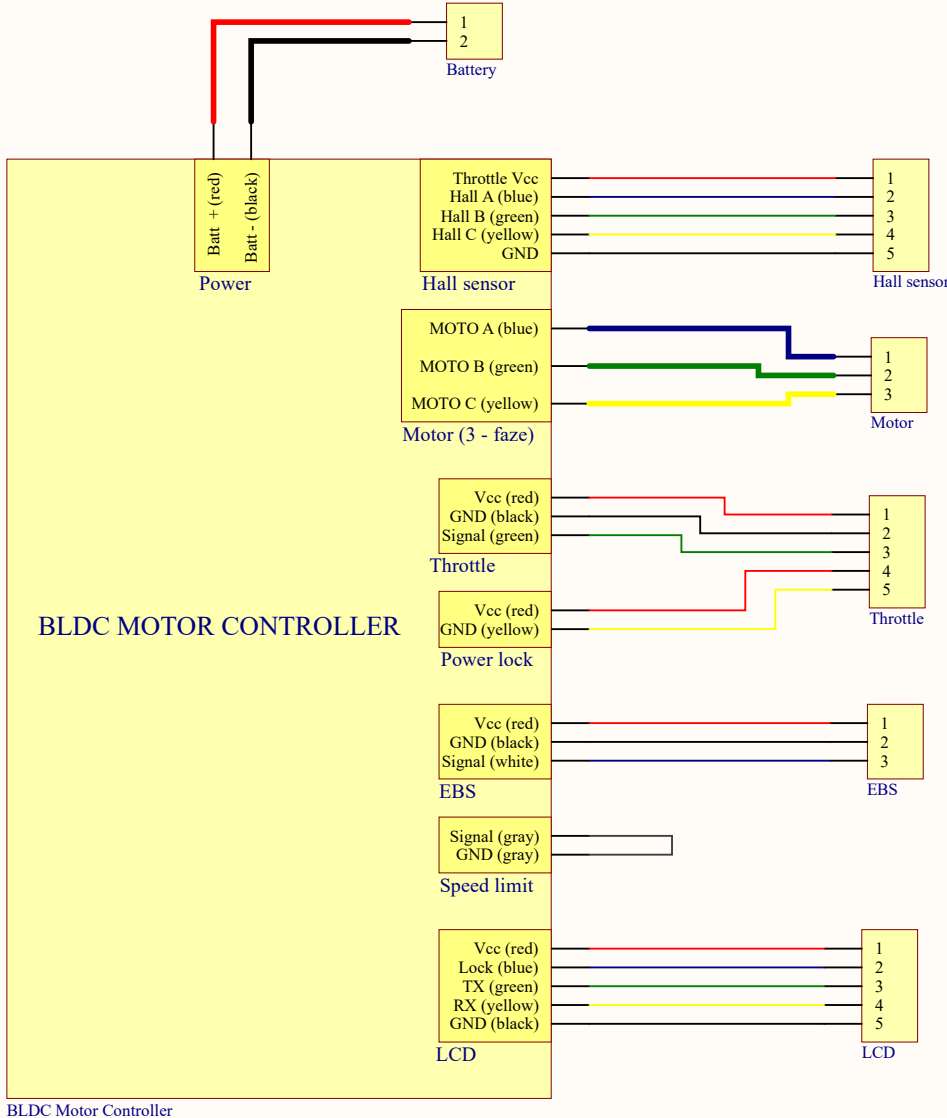 1
2
Battery
Batt + (red)
Batt - (black)
Power
Throttle Vcc
Hall A (blue)
Hall B (green)
Hall C (yellow)
GND
Hall sensor
1
2
3
4
5
Hall sensor
MOTO A (blue)
MOTO B (green)
MOTO C (yellow)
Motor (3 - faze)
1
2
3
Motor
Vcc (red)
GND (black)
Signal (green)
Throttle
1
2
3
4
5
Throttle
Vcc (red)
GND (yellow)
Power lock
BLDC MOTOR CONTROLLER
Vcc (red)
GND (black)
Signal (white)
EBS
1
2
3
EBS
Signal (gray)
GND (gray)
Speed limit
Vcc (red)
Lock (blue)
TX (green)
RX (yellow)
GND (black)
LCD
1
2
3
4
5
LCD
BLDC Motor Controller